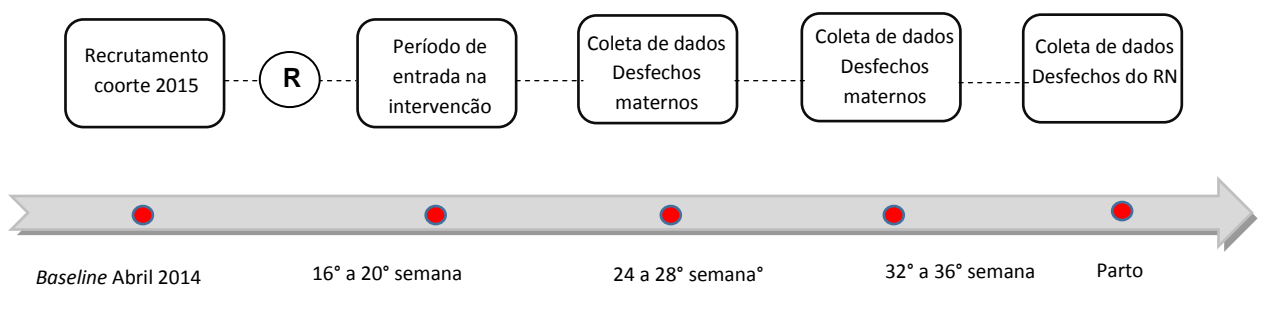 Recrutamento
coorte 2015
R
Período de
entrada na
intervenção
Coleta de dados
Desfechos
maternos
Coleta de dados
Desfechos
maternos
Coleta de dados
Desfechos do RN
Baseline Abril 2014
16° a 20° semana
24 a 28° semana°
32° a 36° semana
Parto